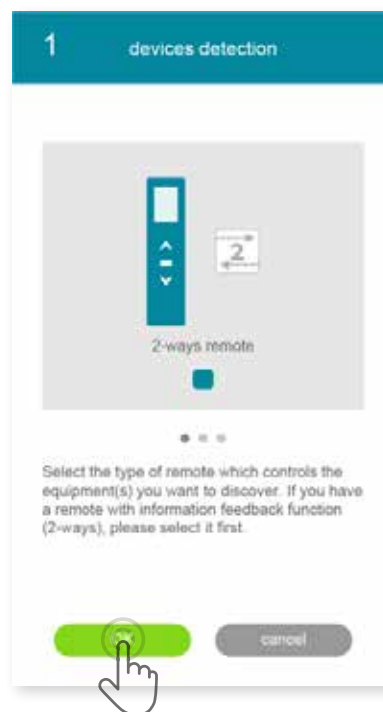 1 devices detection
2
2-ways remote
Select the type of remote which controls the
equipment(s) you want to discover. If you have
a remote with information feedback function
(2-ways), please select it first.
cancel